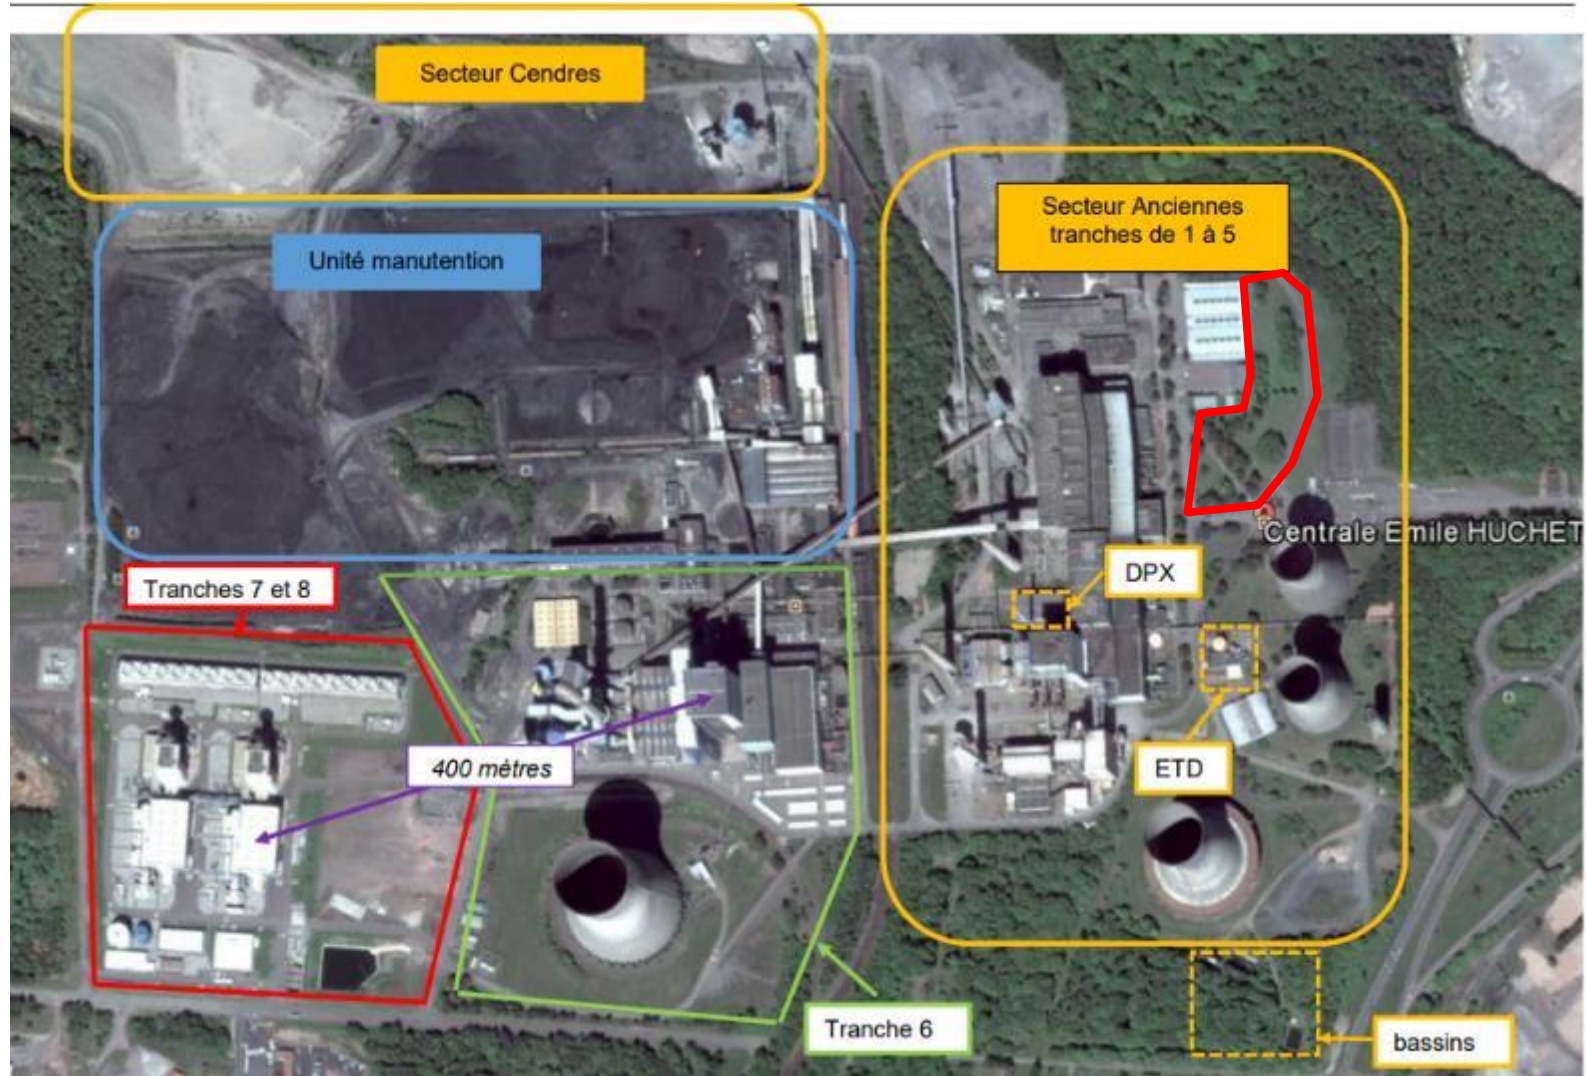 Secteur Cendres
Secteur Anciennes
tranches de 1 à 5
Unité manutention
Centrale Emile HUCHET
DPX
Tranches 7 et 8
400 mètres
ETD
Tranche 6
bassins